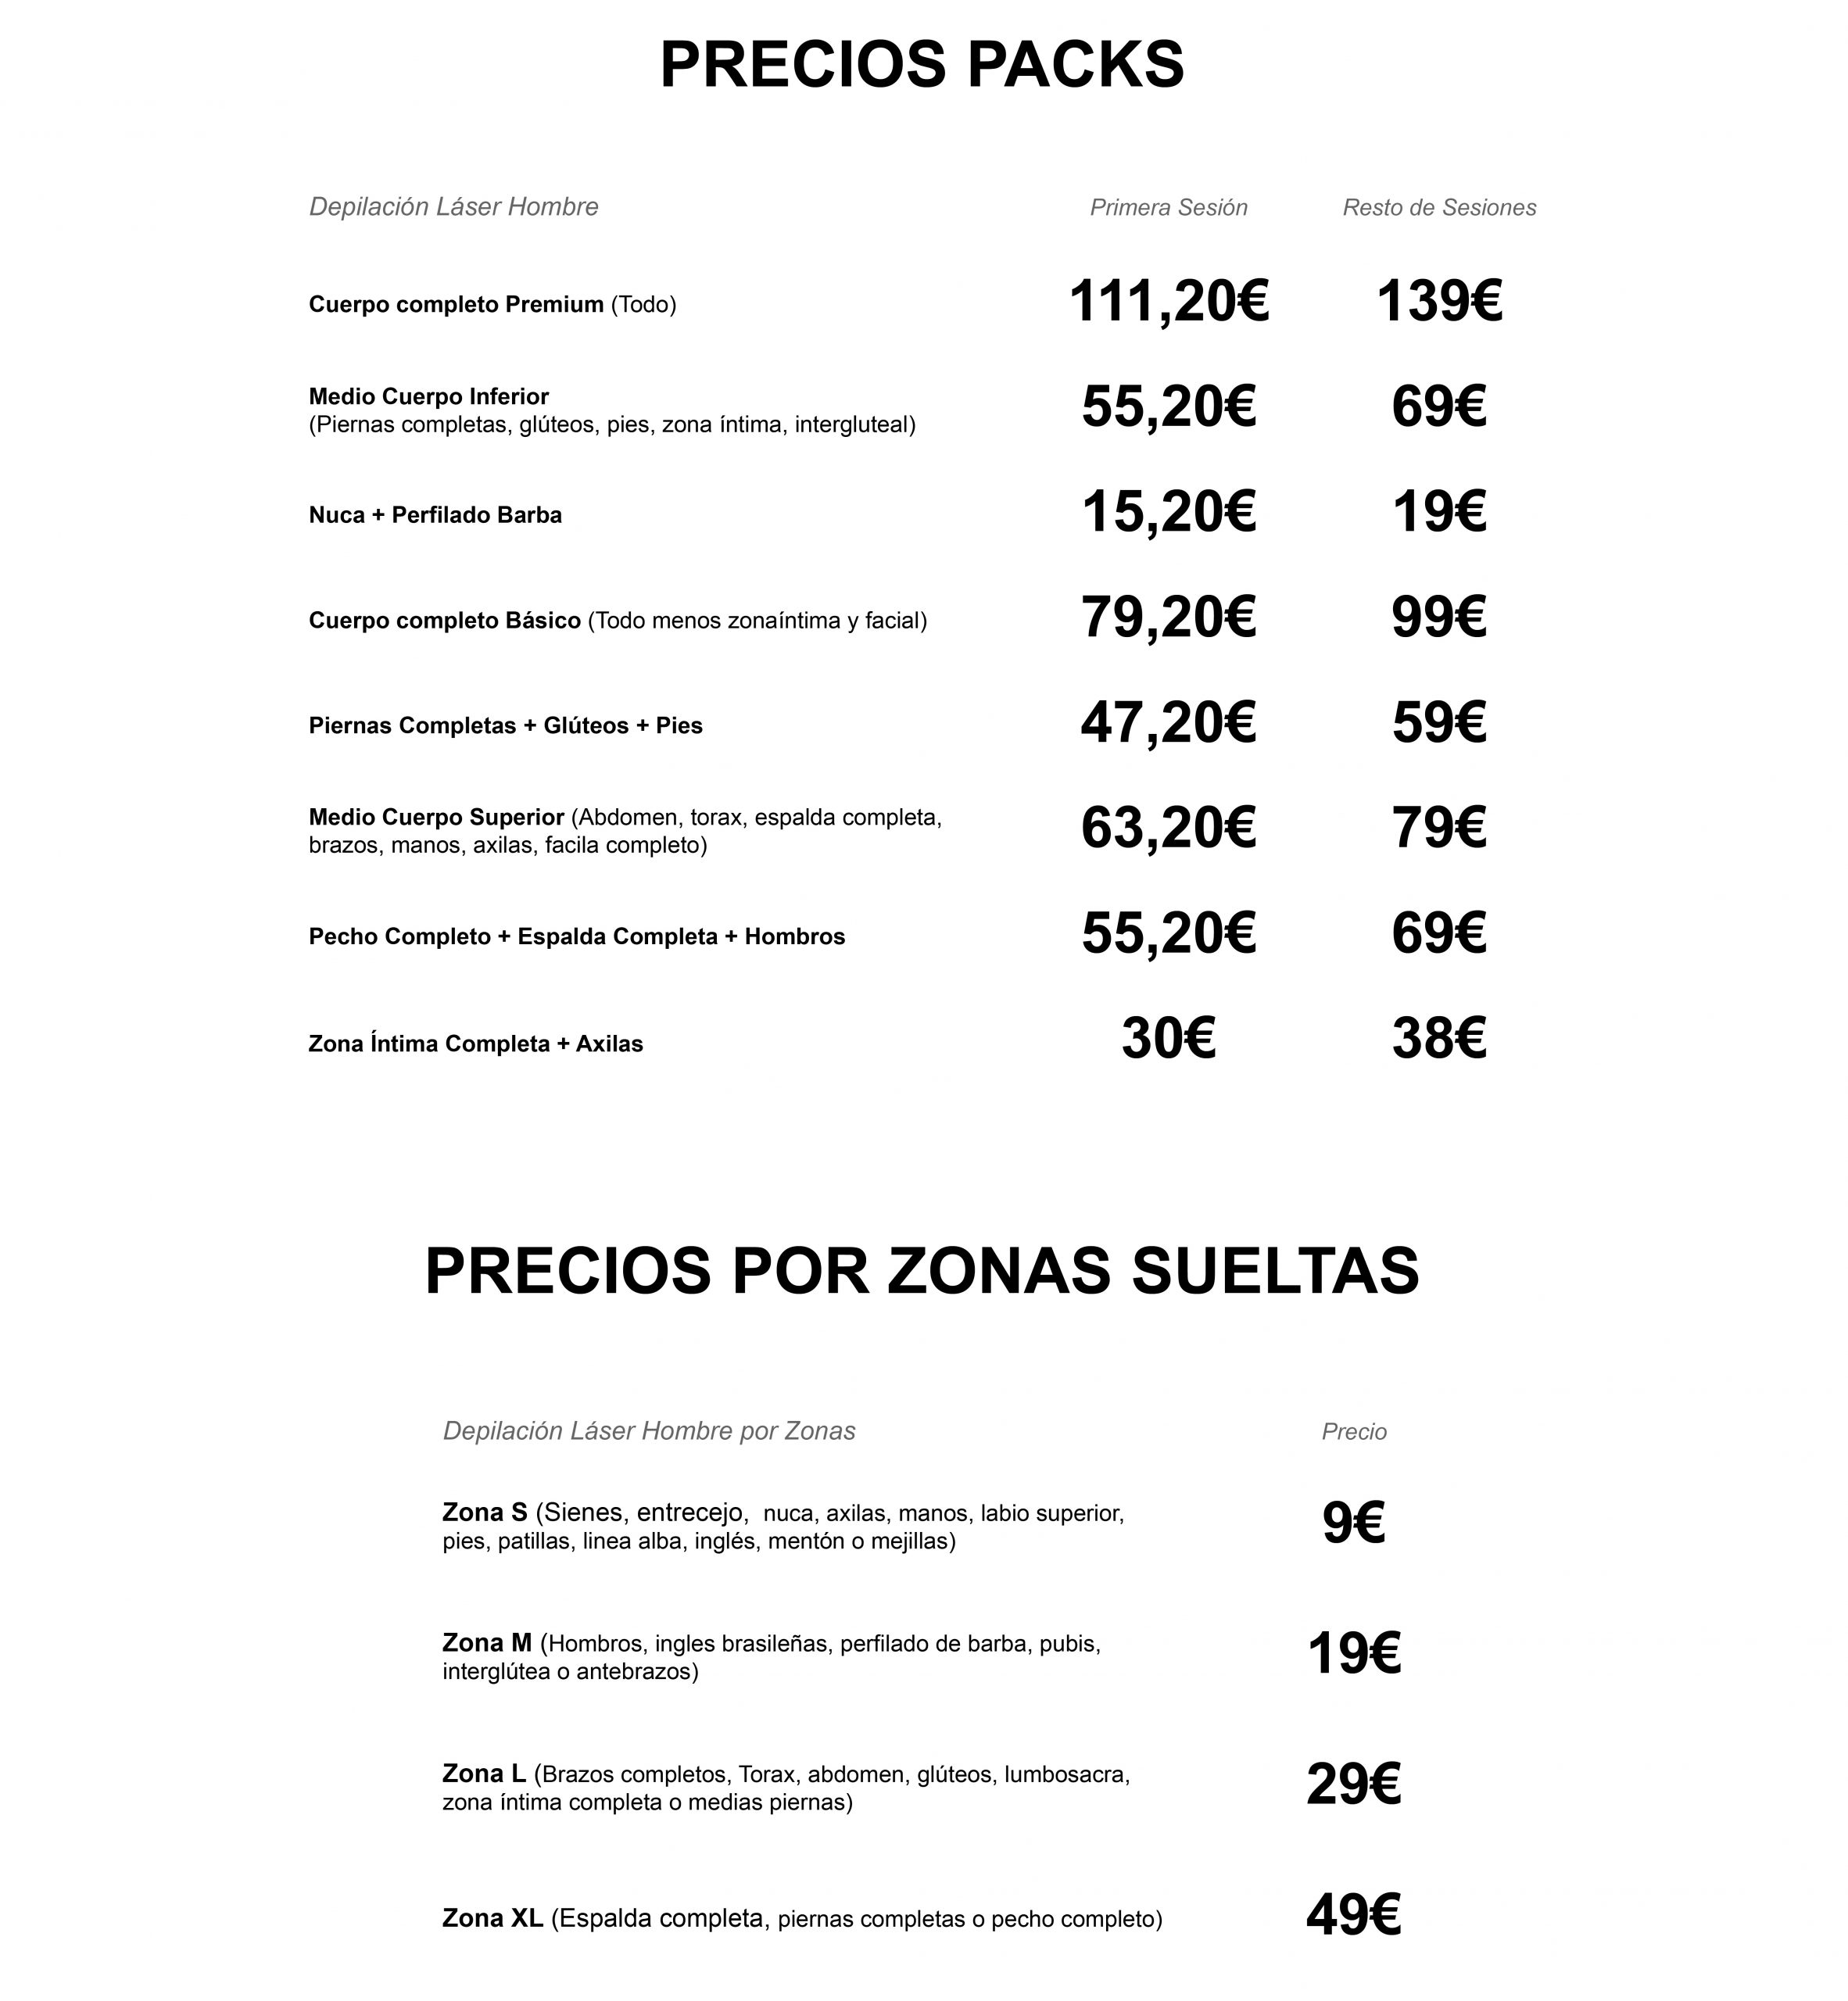 PRECIOS PACKS
Depilación Láser Hombre Primera Sesión Resto de Sesiones
Cuerpo completo Premium (Todo) 111,20€ 139€
Medio Cuerpo Inferior
(Piernas completas, glúteos, pies, zona íntima, intergluteal) 55,20€ 69€
Nuca + Perfilado Barba 15,20€ 19€
Cuerpo completo Básico (Todo menos zonaíntima y facial) 79,20€ 99€
Piernas Completas + Glúteos + Pies 47,20€ 59€
Medio Cuerpo Superior (Abdomen, torax, espalda completa,
brazos, manos, axilas, facila completo) 63,20€ 79€
Pecho Completo + Espalda Completa + Hombros 55,20€ 69€
Zona Íntima Completa + Axilas 30€ 38€
PRECIOS POR ZONAS SUELTAS
Depilación Láser Hombre por Zonas Precio
Zona S (Sienes, entrecejo, nuca, axilas, manos, labio superior,
pies, patillas, linea alba, inglés, mentón o mejillas) 9€
Zona M (Hombros, ingles brasileñas, perfilado de barba, pubis,
interglútea o antebrazos) 19€
Zona L (Brazos completos, Torax, abdomen, glúteos, lumbosacra,
zona íntima completa o medias piernas) 29€
Zona XL (Espalda completa, piernas completas o pecho completo) 49€